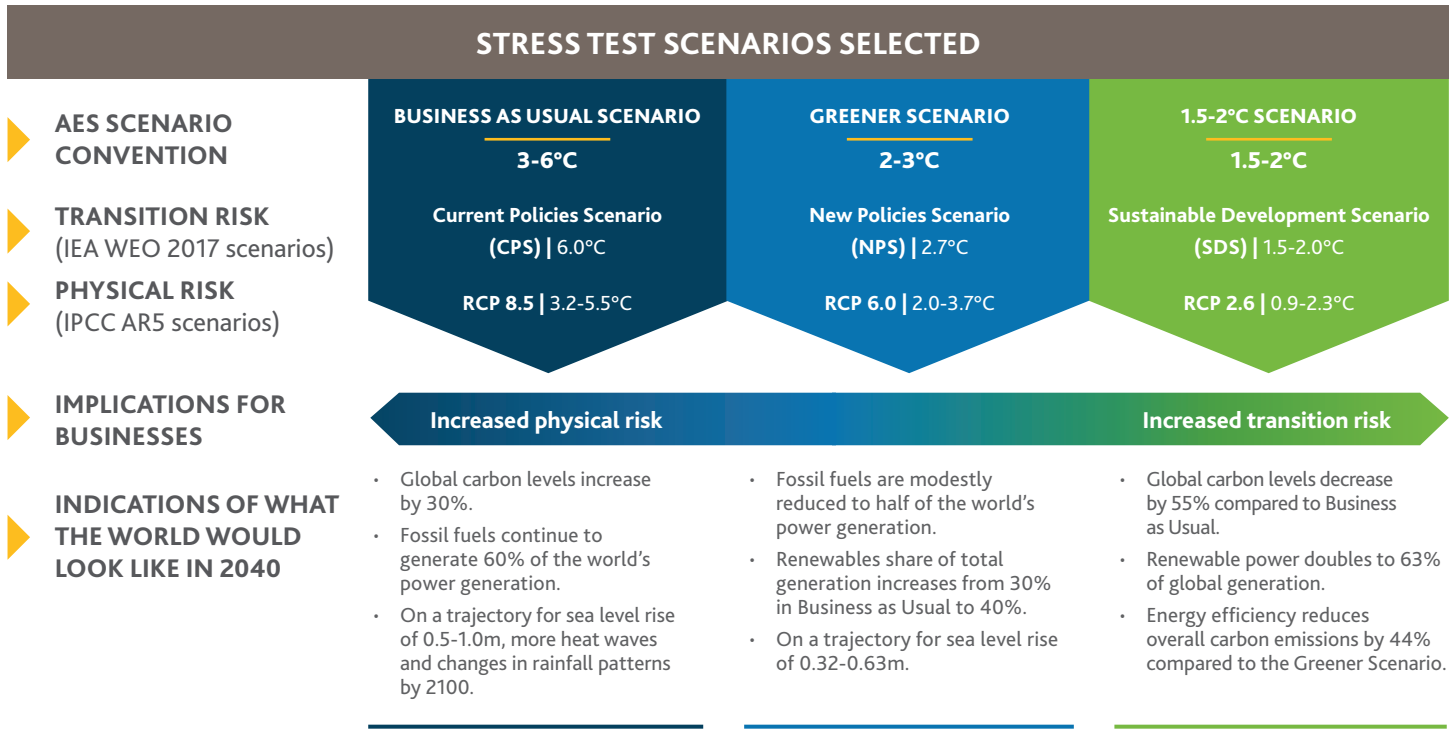 STRESS TEST SCENARIOS SELECTED
AES SCENARIO
CONVENTION
BUSINESS AS USUAL SCENARIO
3-6°C
GREENER SCENARIO
2-3°C
1.5-2°C SCENARIO
1.5-2°C
TRANSITION RISK
(IEA WEO 2017 scenarios)
Current Policies Scenario
(CPS) | 6.0°C
New Policies Scenario
(NPS) | 2.7°C
Sustainable Development Scenario
(SDS) | 1.5-2.0°C
PHYSICAL RISK
(IPCC AR5 scenarios)
RCP 8.5 | 3.2-5.5°C
RCP 6.0 | 2.0-3.7°C
RCP 2.6 | 0.9-2.3°C
IMPLICATIONS FOR
BUSINESSES
Increased physical risk
Increased transition risk
INDICATIONS OF WHAT
THE WORLD WOULD
LOOK LIKE IN 2040
• Global carbon levels increase
by 30%.
• Fossil fuels continue to
generate 60% of the world's
power generation.
• On a trajectory for sea level rise
of 0.5-1.0m, more heat waves
and changes in rainfall patterns
by 2100.
• Fossil fuels are modestly
reduced to half of the world's
power generation.
• Renewables share of total
generation increases from 30%
in Business as Usual to 40%.
• On a trajectory for sea level rise
of 0.32-0.63m.
• Global carbon levels decrease
by 55% compared to Business
as Usual.
• Renewable power doubles to 63%
of global generation.
• Energy efficiency reduces
overall carbon emissions by 44%
compared to the Greener Scenario.